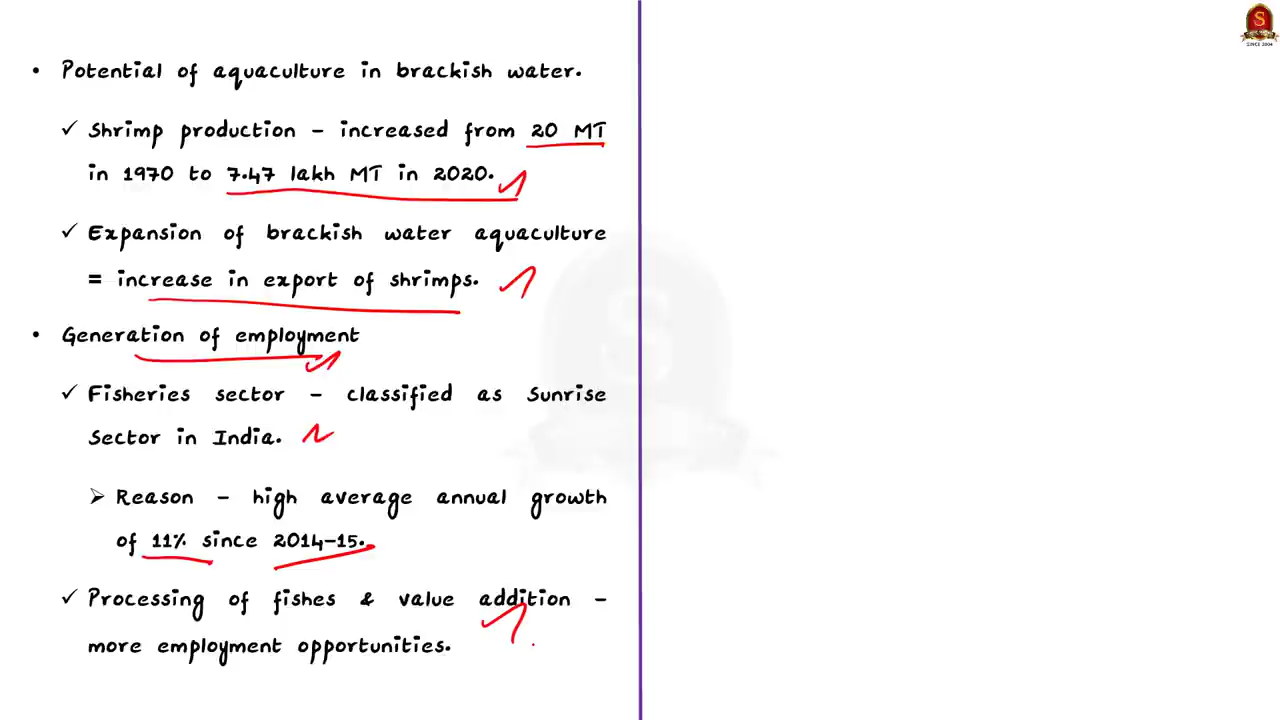 • Potential of aquaculture in brackish water.
✓ Shrimp production – increased from 20 MT
in 1970 to 7.47 lakh MT in 2020.
✓ Expansion of brackish water aquaculture
= increase in export of shrimps.
• Generation of employment
✓ Fisheries sector – classified as Sunrise
Sector in India.
➢ Reason – high average annual growth
of 11% since 2014-15.
✓ Processing of fishes & value addition –
more employment opportunities.
S
SINCE 2004